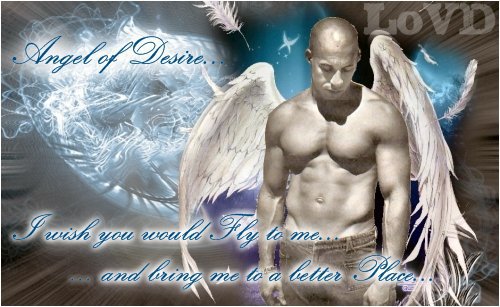 LoVD
Angel of Desire...
I wish you would Fly to me...
... and bring me to a better Place...